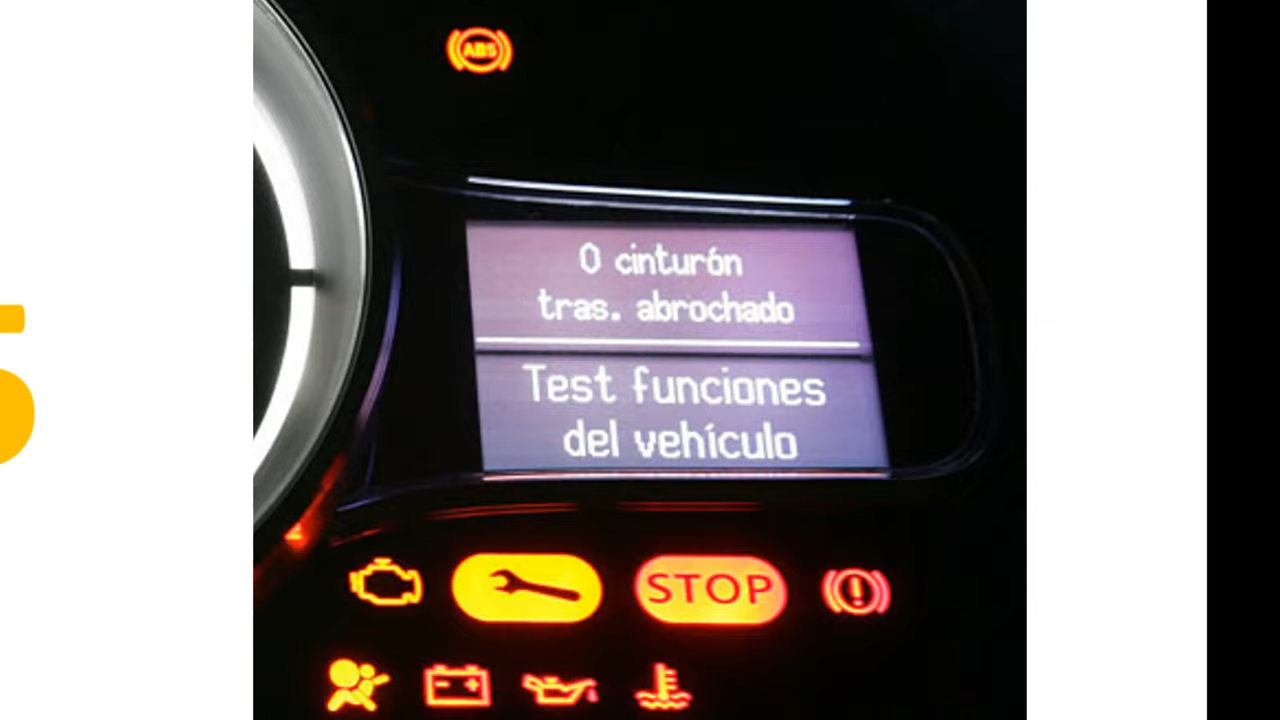 ABS
0 cinturón
tras. abrochado
Test funciones
del vehículo
STOP